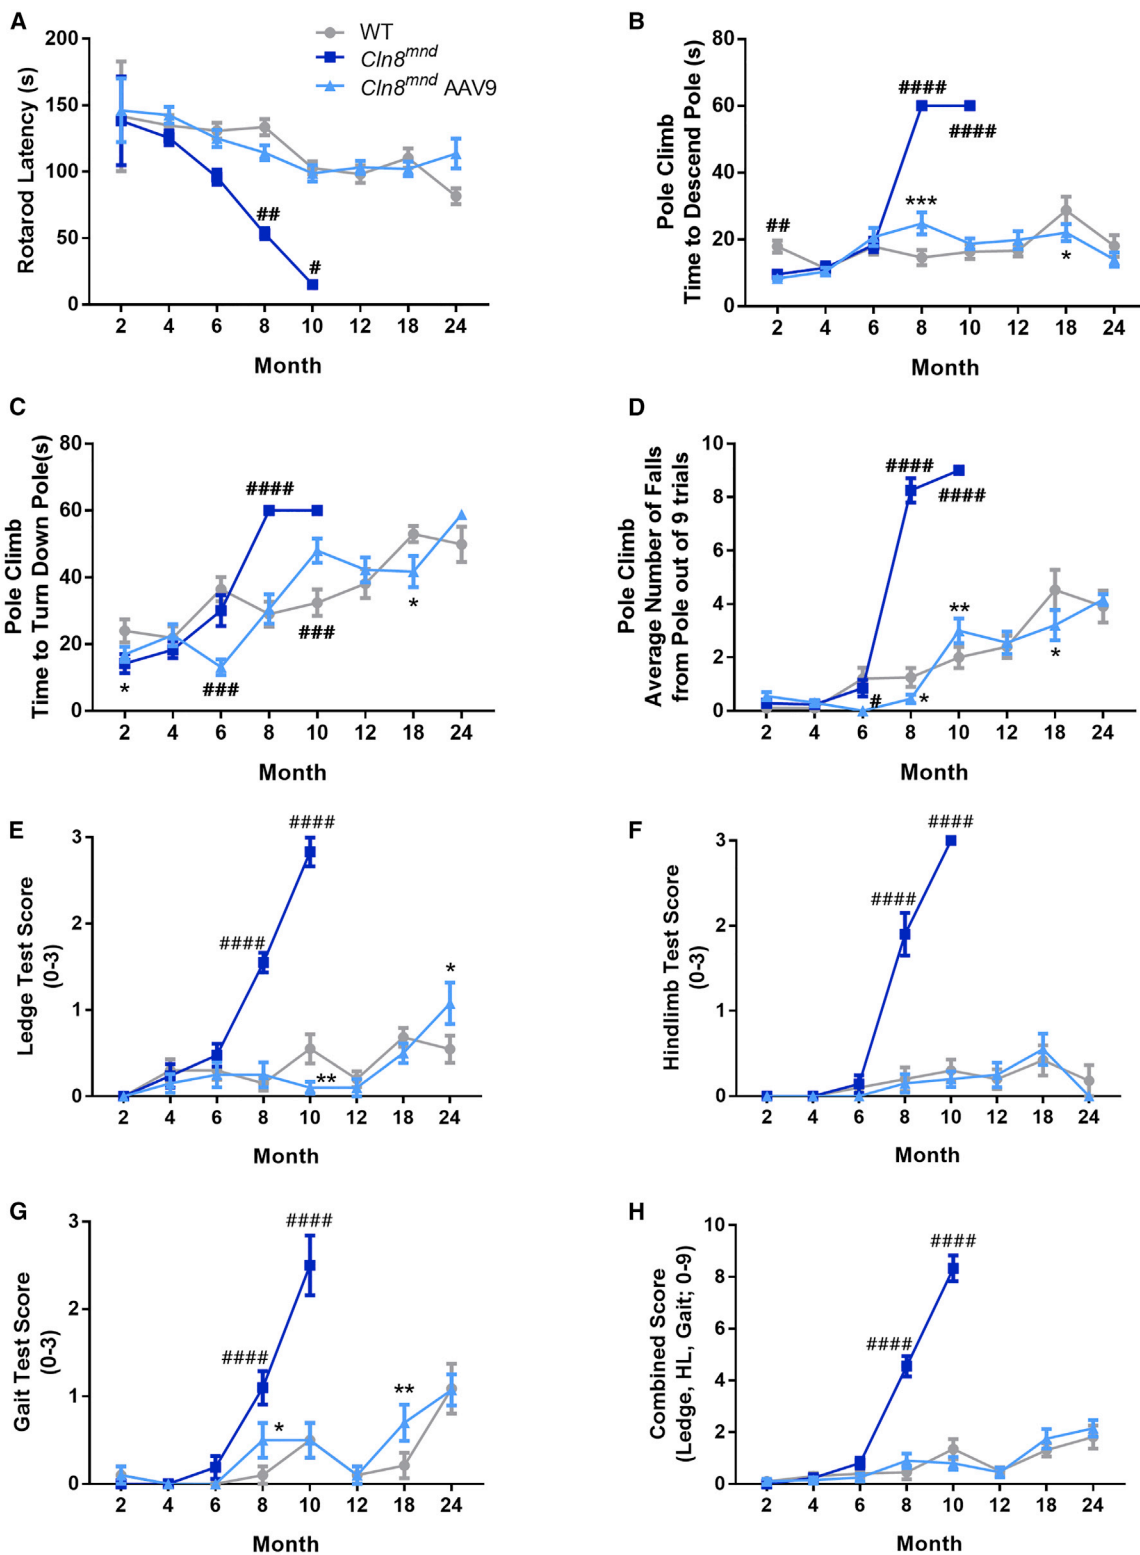 A
200
150
100
50
0
Rotarod Latency (s)
WT
Cln8mnd
Cln8mnd AAV9
##
#
2 4 6 8 10 12 18 24
Month
B
80
60
40
20
0
Pole Climb
Time to Descend Pole (s)
##
####
####
***
*
2 4 6 8 10 12 18 24
Month
C
80
60
40
20
0
Pole Climb
Time to Turn Down Pole(s)
*
###
####
###
*
2 4 6 8 10 12 18 24
Month
D
10
8
6
4
2
0
Pole Climb
Average Number of Falls
from Pole out of 9 trials
####
####
#
*
**
*
2 4 6 8 10 12 18 24
Month
E
3
2
1
0
Ledge Test Score
(0-3)
####
####
**
*
2 4 6 8 10 12 18 24
Month
F
3
2
1
0
Hindlimb Test Score
(0-3)
####
####
2 4 6 8 10 12 18 24
Month
G
3
2
1
0
Gait Test Score
(0-3)
####
####
*
**
2 4 6 8 10 12 18 24
Month
H
10
8
6
4
2
0
Combined Score
(Ledge, HL, Gait; 0-9)
####
####
2 4 6 8 10 12 18 24
Month